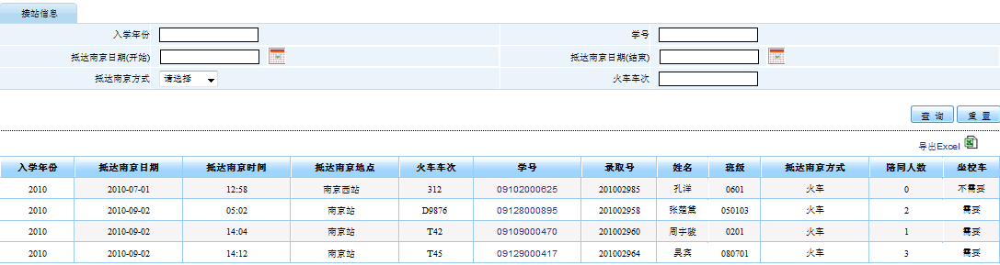 接站信息
入学年份 学号
抵达南京日期(开始) 抵达南京日期(结束)
抵达南京方式 请选择 火车车次
查 询 重 置
导出Excel
入学年份 抵达南京日期 抵达南京时间 抵达南京地点 火车车次 学号 录取号 姓名 班级 抵达南京方式 陪同人数 坐校车
2010 2010-07-01 12:58 南京西站 312 09102000625 201002985 孔洋 0601 火车 0 不需要
2010 2010-09-02 05:02 南京站 D9876 09128000895 201002958 张楚篱 050103 火车 2 需要
2010 2010-09-02 14:04 南京站 T42 09109000470 201002960 周宇骏 0201 火车 1 需要
2010 2010-09-02 14:12 南京站 T45 09129000417 201002964 吴宾 080701 火车 3 需要